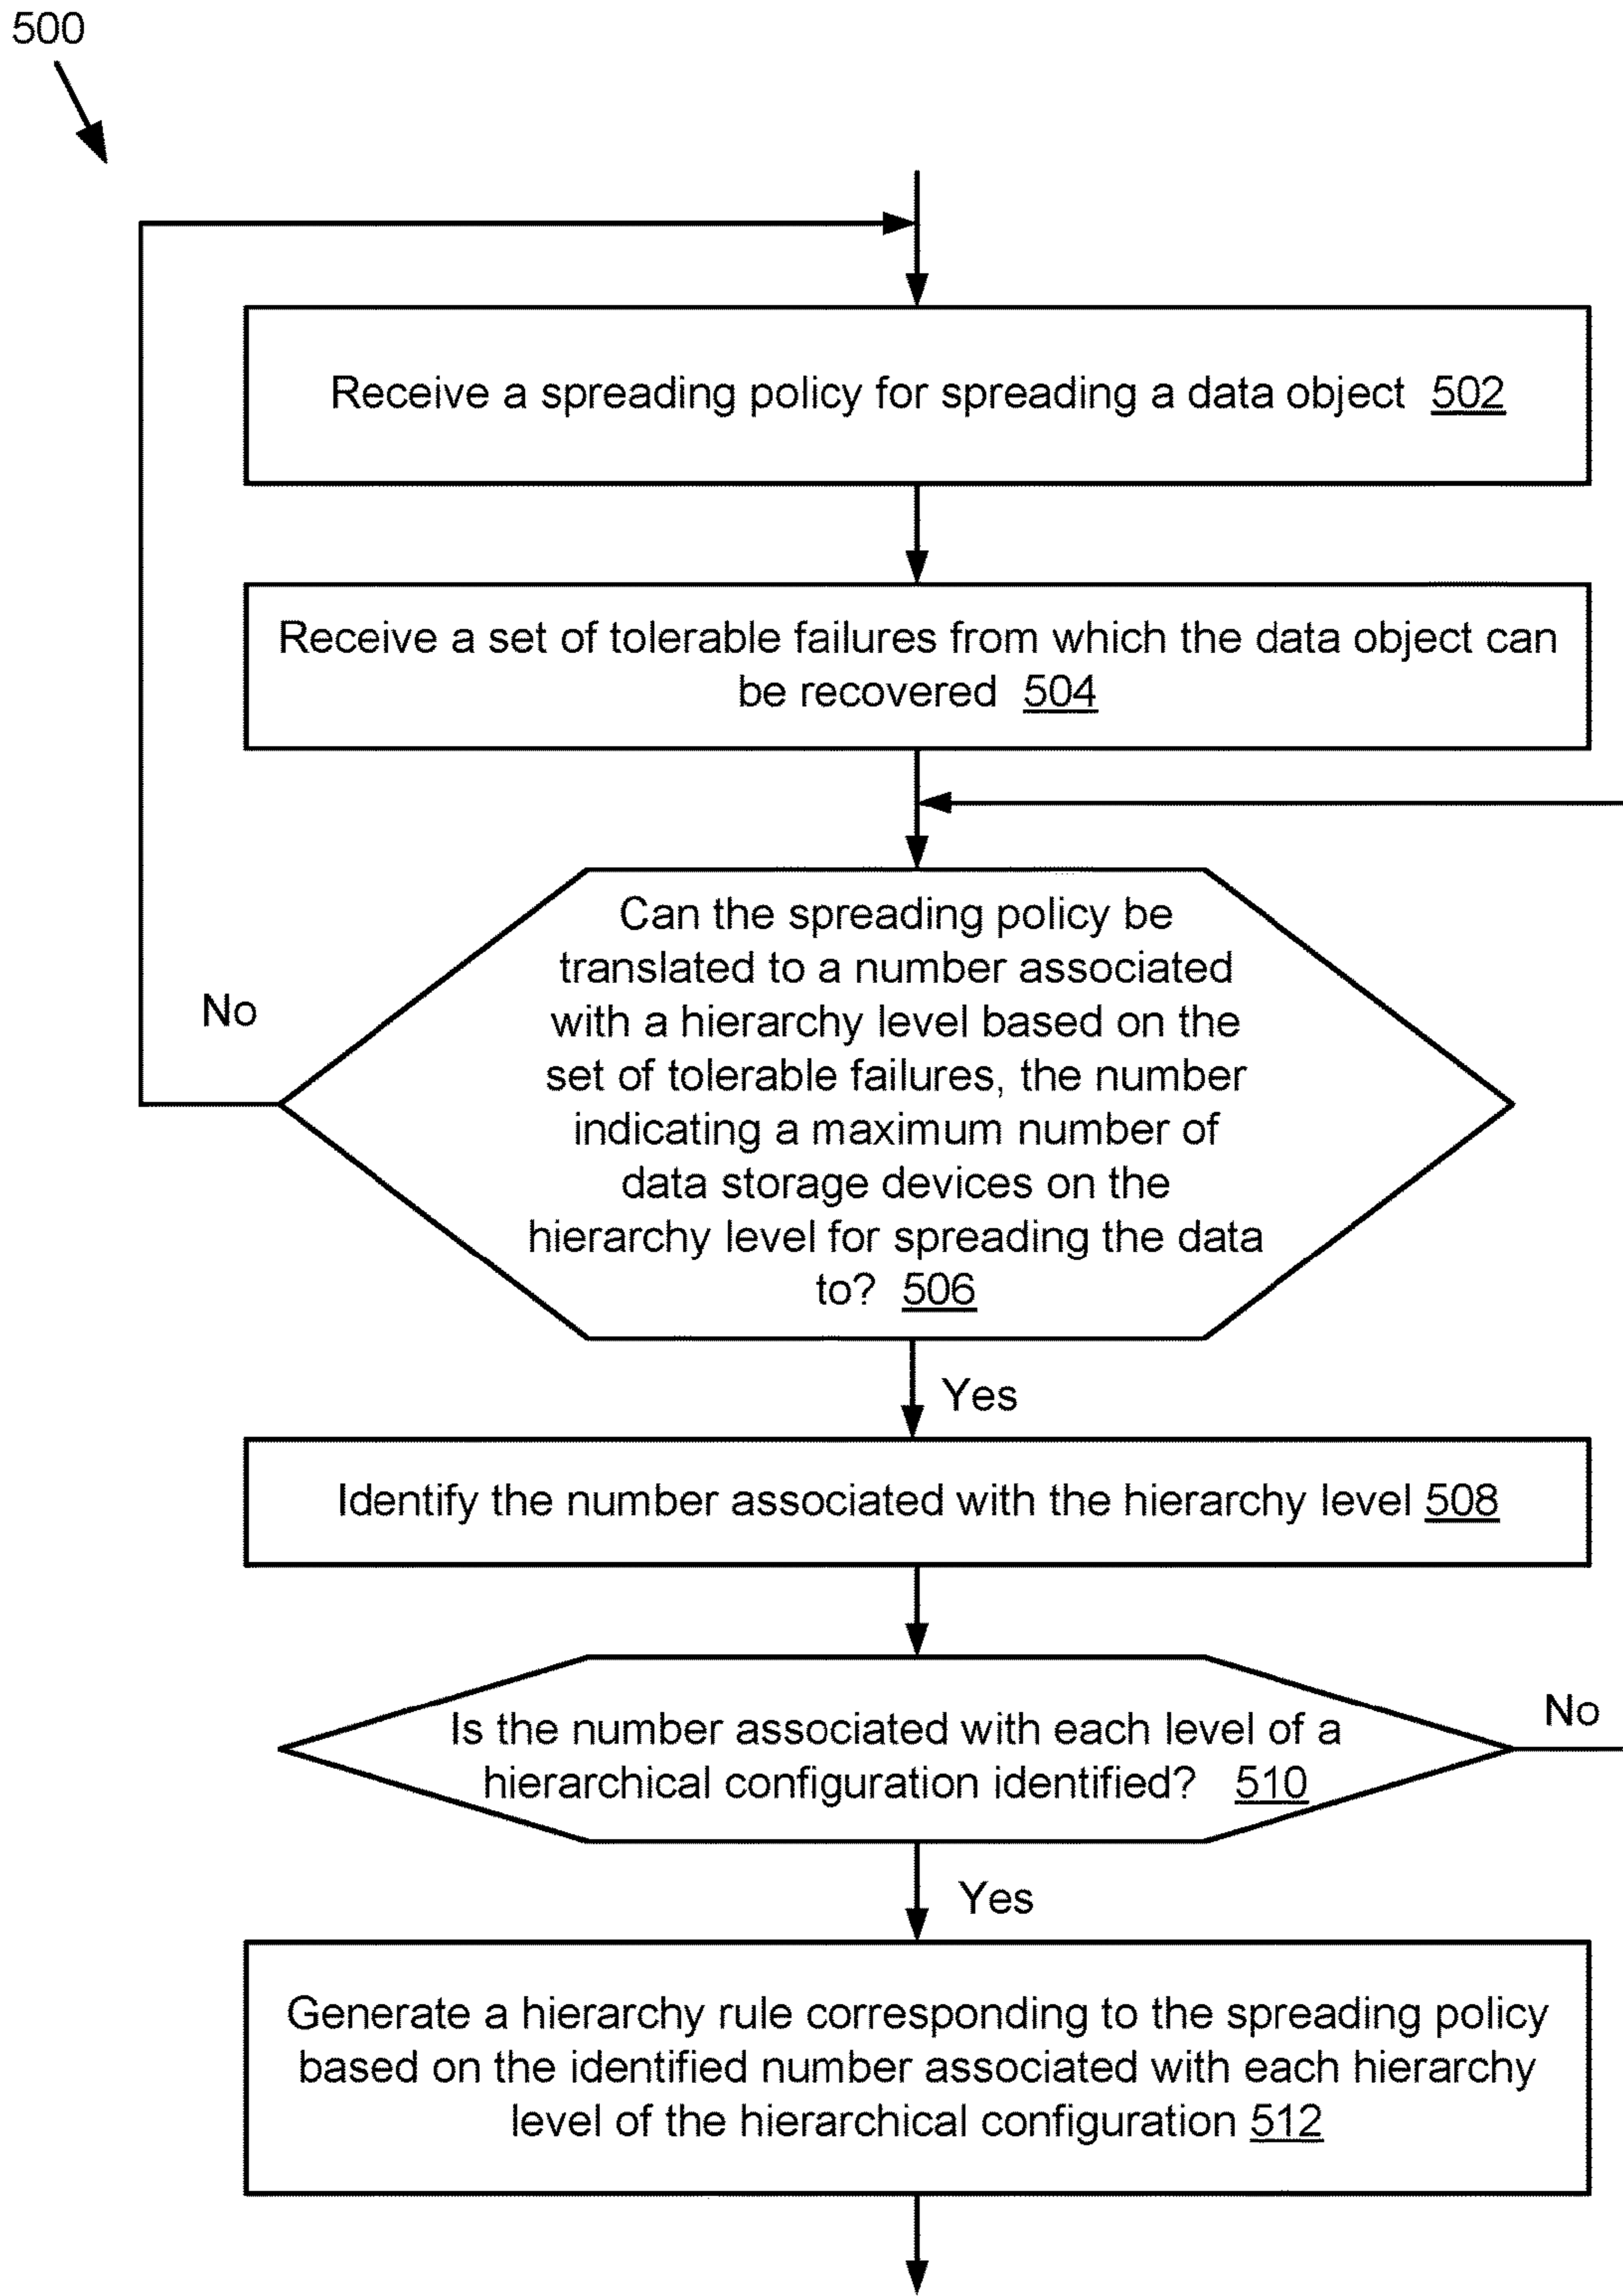 500
Receive a spreading policy for spreading a data object 502
Receive a set of tolerable failures from which the data object can
be recovered 504
Can the spreading policy be
translated to a number associated
with a hierarchy level based on the
set of tolerable failures, the number
indicating a maximum number of
data storage devices on the
hierarchy level for spreading the data
to? 506
No
Yes
Identify the number associated with the hierarchy level 508
Is the number associated with each level of a
hierarchical configuration identified? 510
No
Yes
Generate a hierarchy rule corresponding to the spreading policy
based on the identified number associated with each hierarchy
level of the hierarchical configuration 512